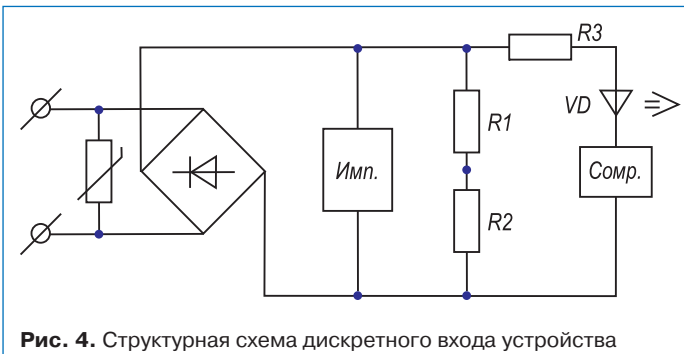 R3
R1
VD
Имп.
Comp.
R2
Рис. 4. Структурная схема дискретного входа устройства